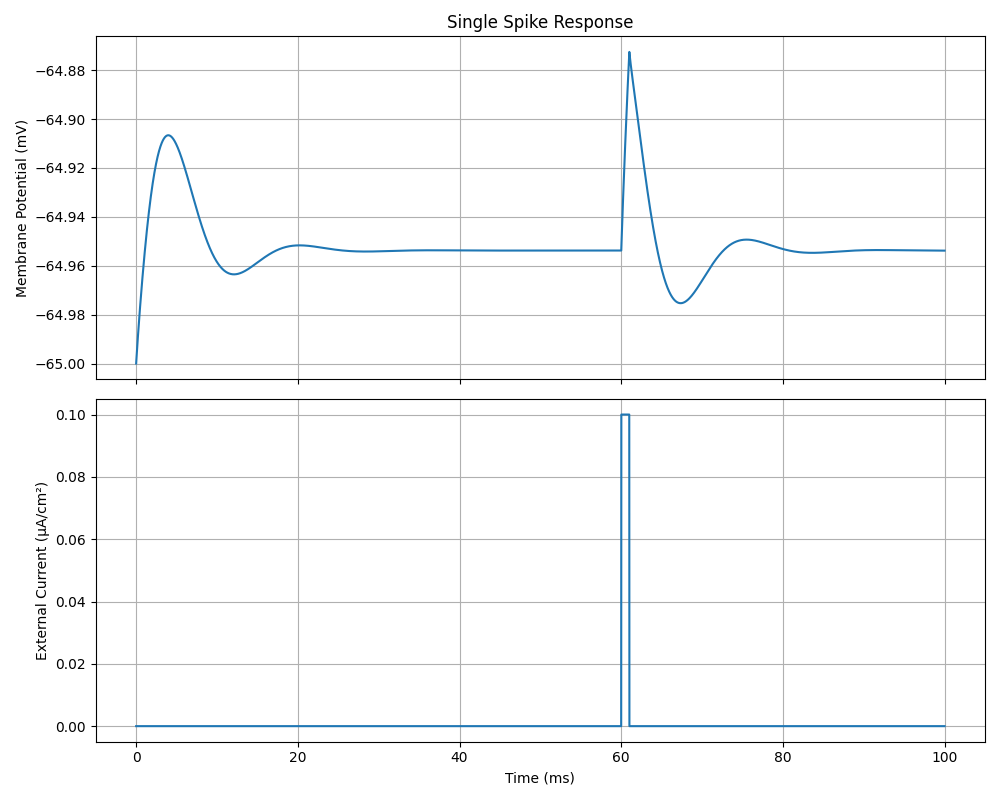 Single Spike Response
Membrane Potential (mV)
−64.88
−64.90
−64.92
−64.94
−64.96
−64.98
−65.00
External Current (μA/cm²)
0.10
0.08
0.06
0.04
0.02
0.00
0 20 40 60 80 100
Time (ms)